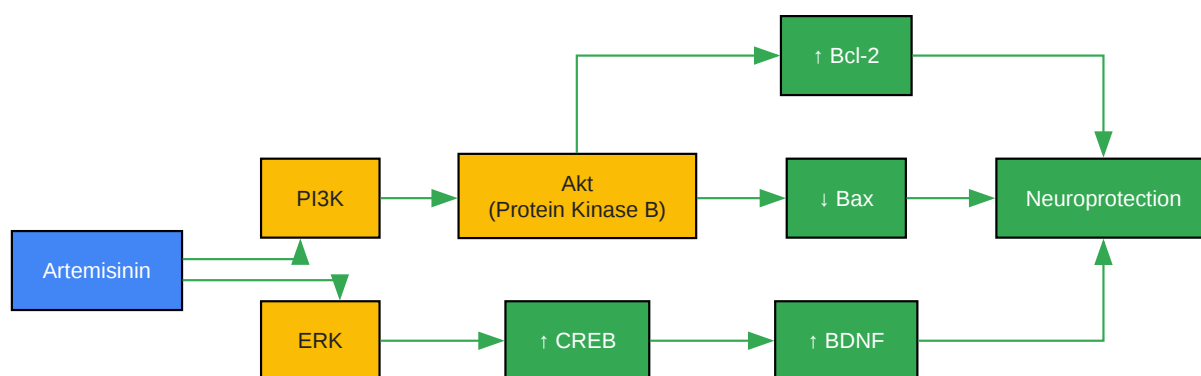 ↑ Bcl-2
PI3K
Akt
(Protein Kinase B)
↓ Bax
Neuroprotection
Artemisinin
ERK
↑ CREB
↑ BDNF